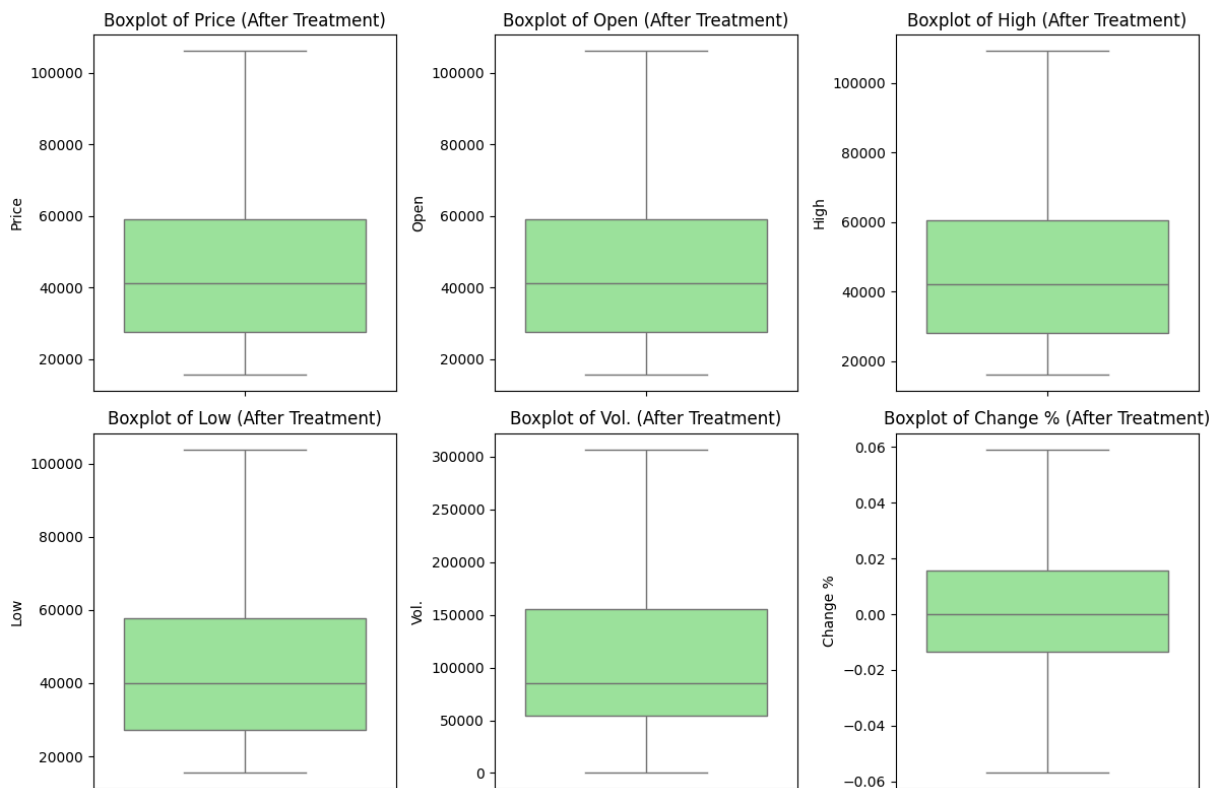 Boxplot of Price (After Treatment)
100000
80000
60000
40000
20000
Price
Boxplot of Open (After Treatment)
100000
80000
60000
40000
20000
Open
Boxplot of High (After Treatment)
100000
80000
60000
40000
20000
High
Boxplot of Low (After Treatment)
100000
80000
60000
40000
20000
Low
Boxplot of Vol. (After Treatment)
300000
250000
200000
150000
100000
50000
0
Vol.
Boxplot of Change % (After Treatment)
0.06
0.04
0.02
0.00
−0.02
−0.04
−0.06
Change %